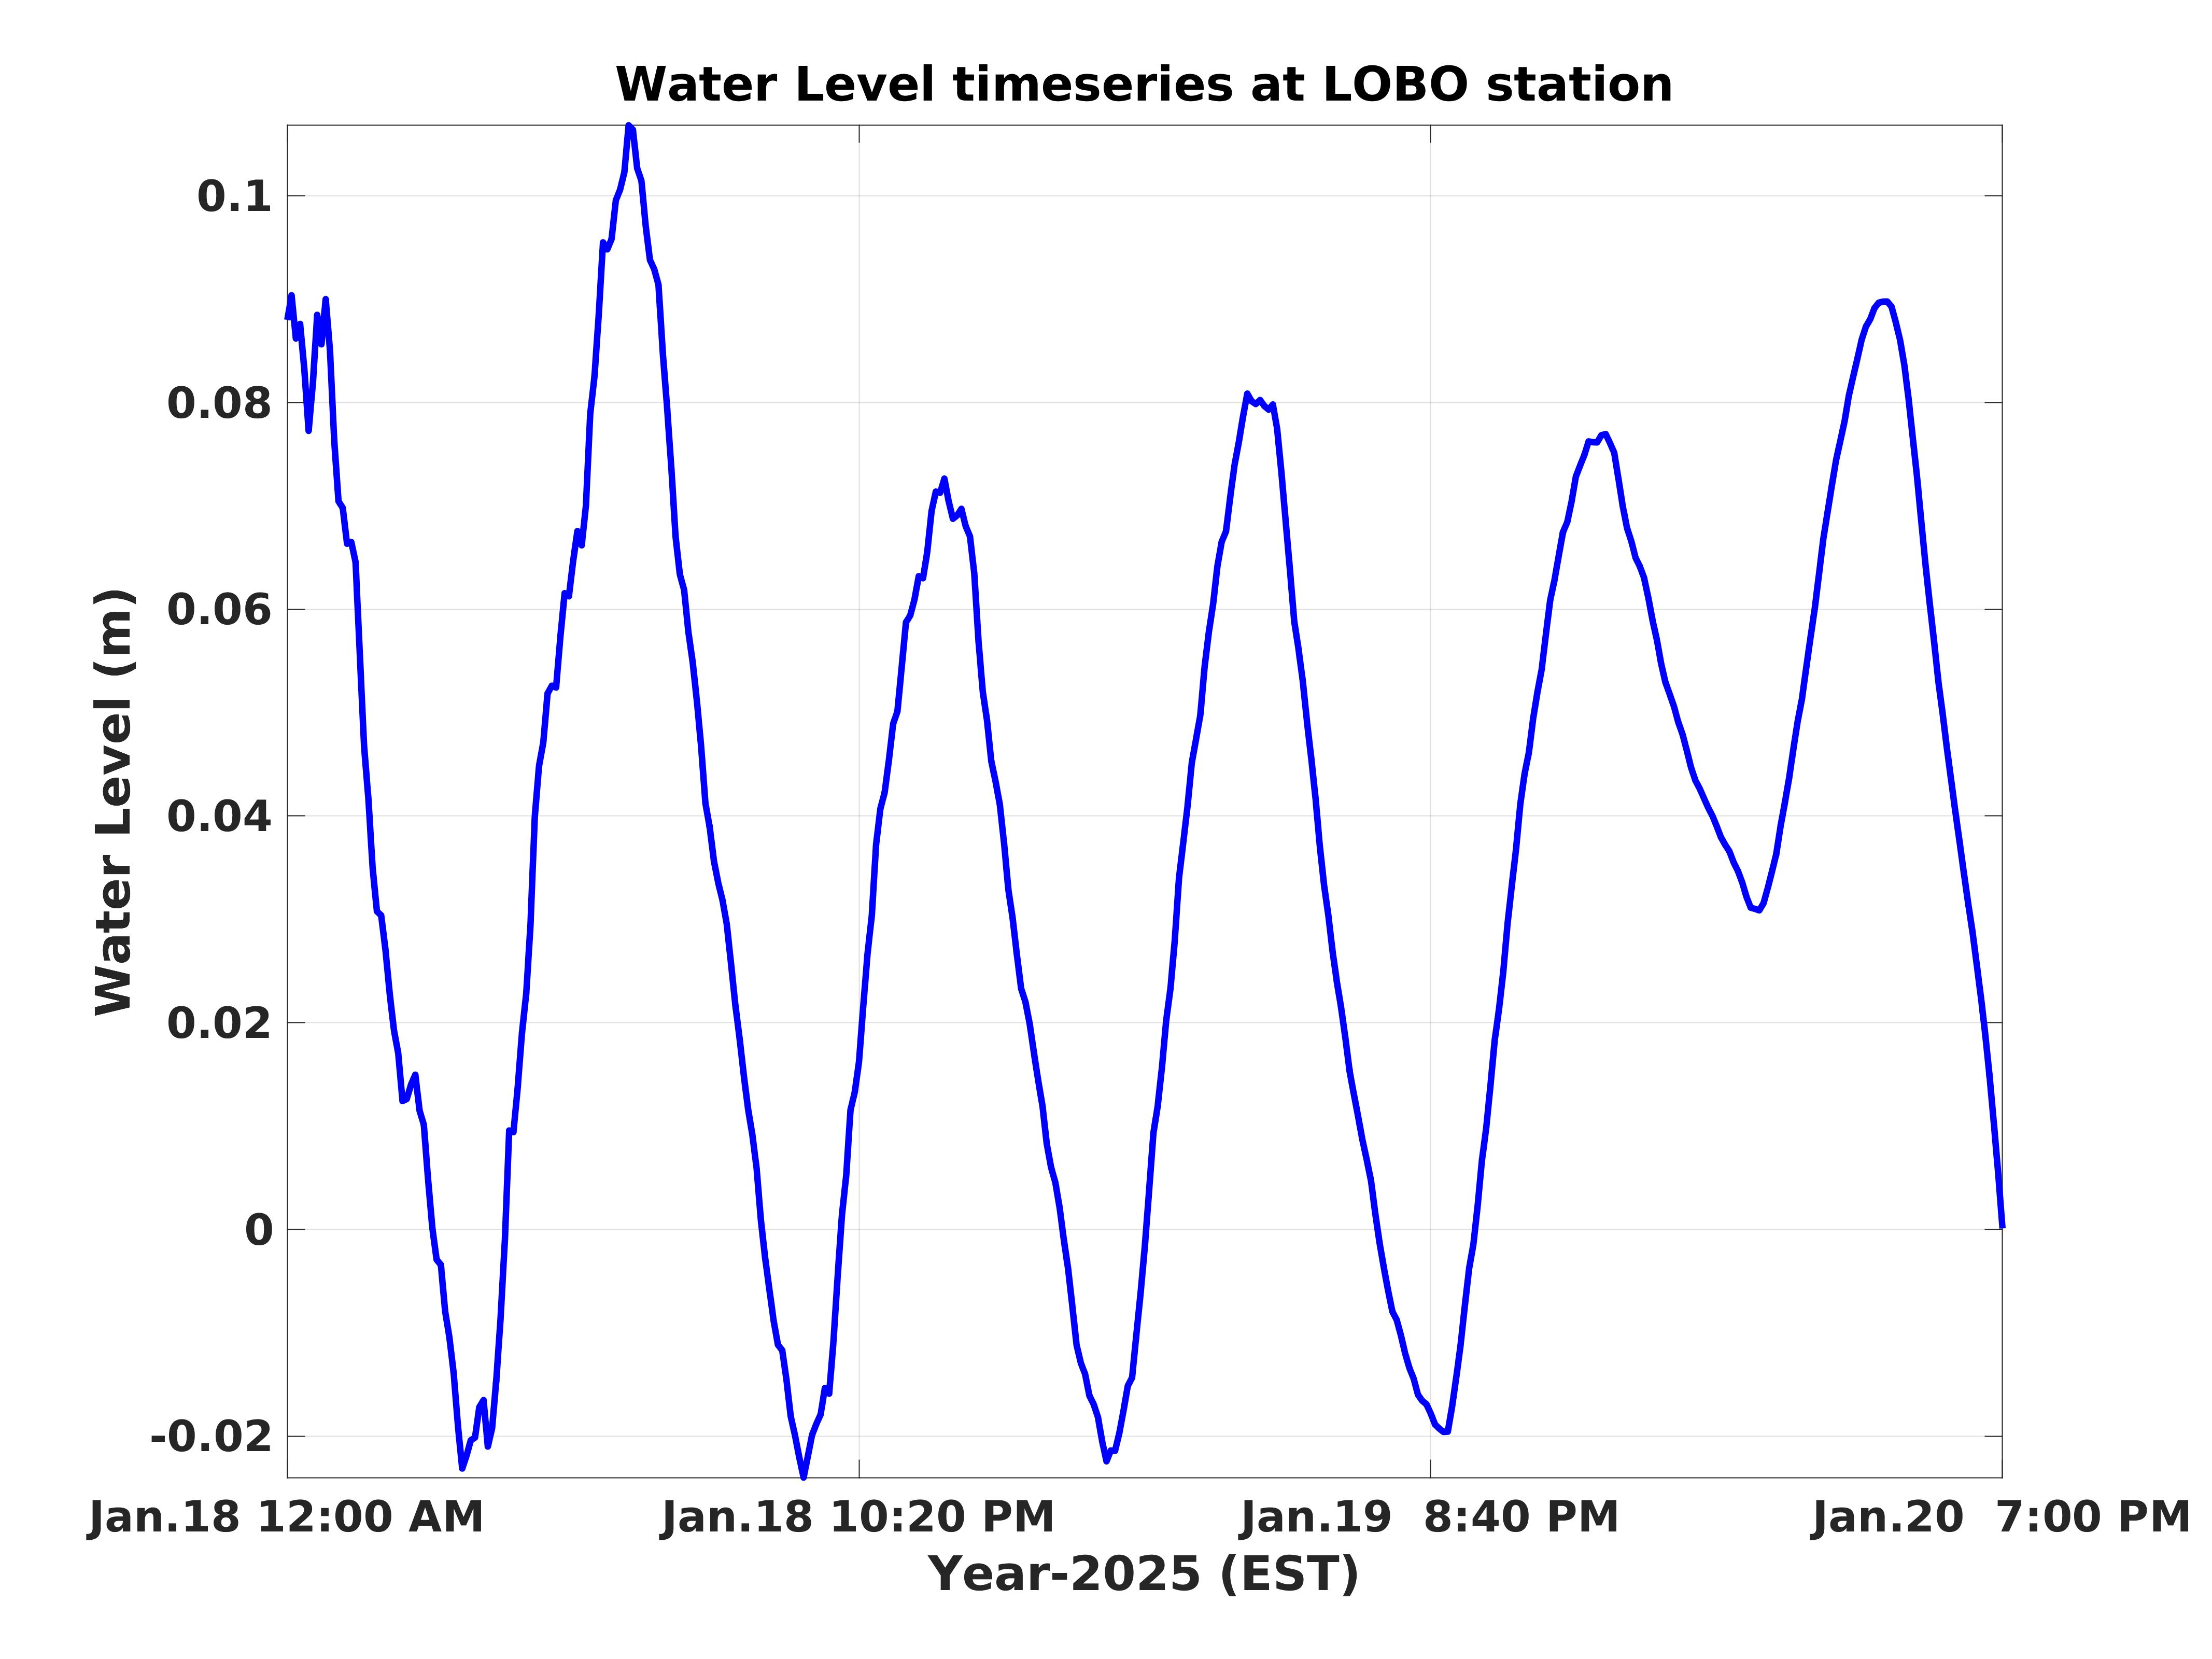 Water Level timeseries at LOBO station
0.1
0.08
0.06
0.04
0.02
0
-0.02
Water Level (m)
Jan.18 12:00 AM
Jan.18 10:20 PM
Jan.19 8:40 PM
Jan.20 7:00 PM
Year-2025 (EST)